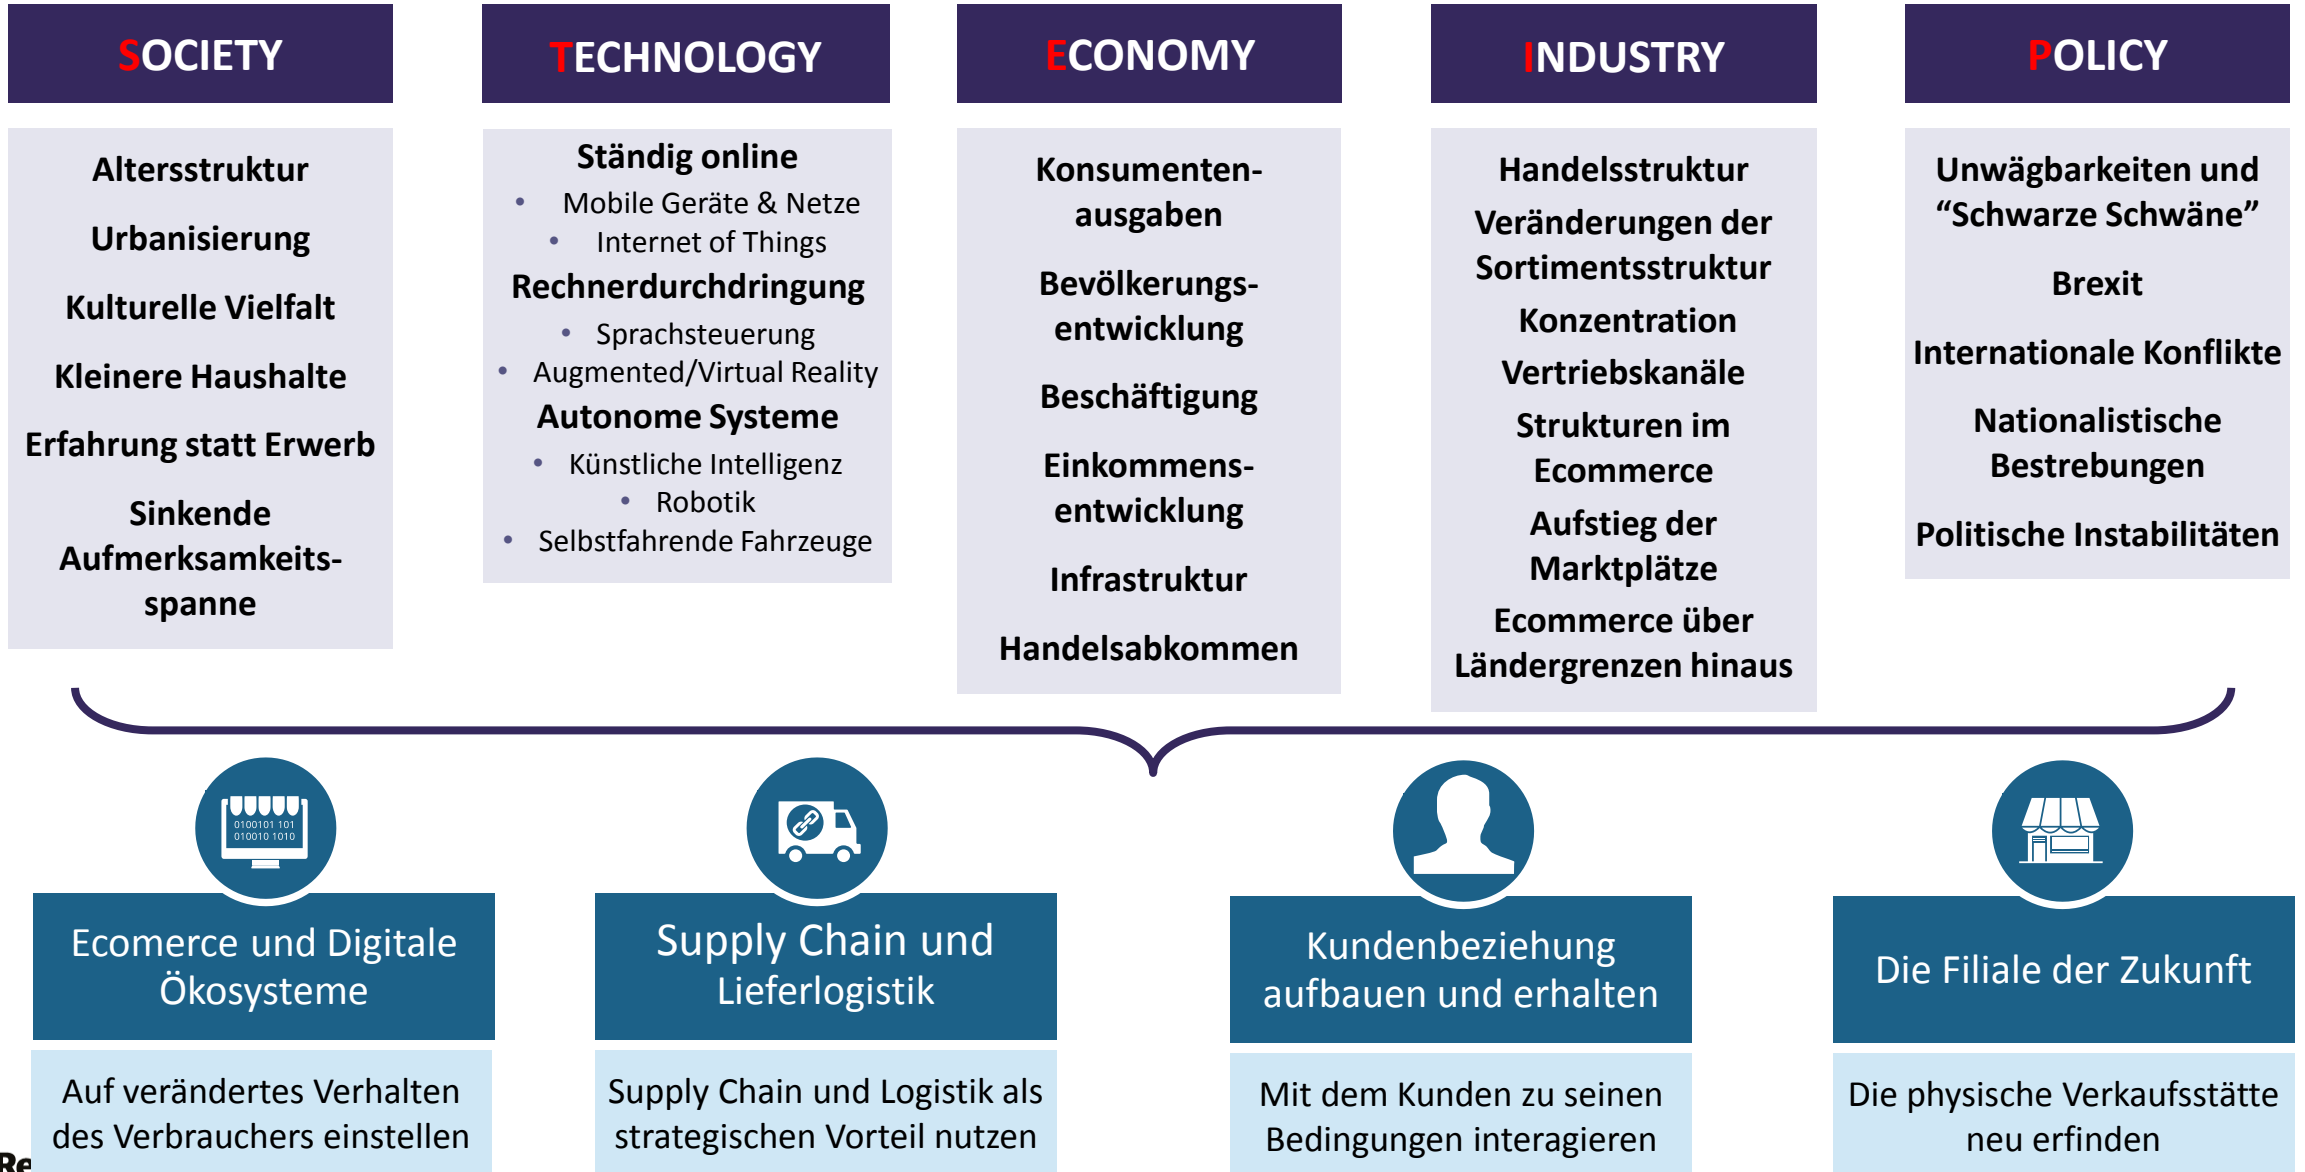 SOCIETY
Altersstruktur
Urbanisierung
Kulturelle Vielfalt
Kleinere Haushalte
Erfahrung statt Erwerb
Sinkende
Aufmerksamkeits-
spanne
TECHNOLOGY
Ständig online
• Mobile Geräte & Netze
• Internet of Things
Rechnerdurchdringung
• Sprachsteuerung
• Augmented/Virtual Reality
Autonome Systeme
• Künstliche Intelligenz
• Robotik
• Selbstfahrende Fahrzeuge
ECONOMY
Konsumenten-
ausgaben
Bevölkerungs-
entwicklung
Beschäftigung
Einkommens-
entwicklung
Infrastruktur
Handelsabkommen
INDUSTRY
Handelsstruktur
Veränderungen der
Sortimentsstruktur
Konzentration
Vertriebskanäle
Strukturen im
Ecommerce
Aufstieg der
Marktplätze
Ecommerce über
Ländergrenzen hinaus
POLICY
Unwägbarkeiten und
“Schwarze Schwäne”
Brexit
Internationale Konflikte
Nationalistische
Bestrebungen
Politische Instabilitäten
0100101 101
010010 1010
Ecomerce und Digitale
Ökosysteme
Auf verändertes Verhalten
des Verbrauchers einstellen
Supply Chain und
Lieferlogistik
Supply Chain und Logistik als
strategischen Vorteil nutzen
Kundenbeziehung
aufbauen und erhalten
Mit dem Kunden zu seinen
Bedingungen interagieren
Die Filiale der Zukunft
Die physische Verkaufsstätte
neu erfinden